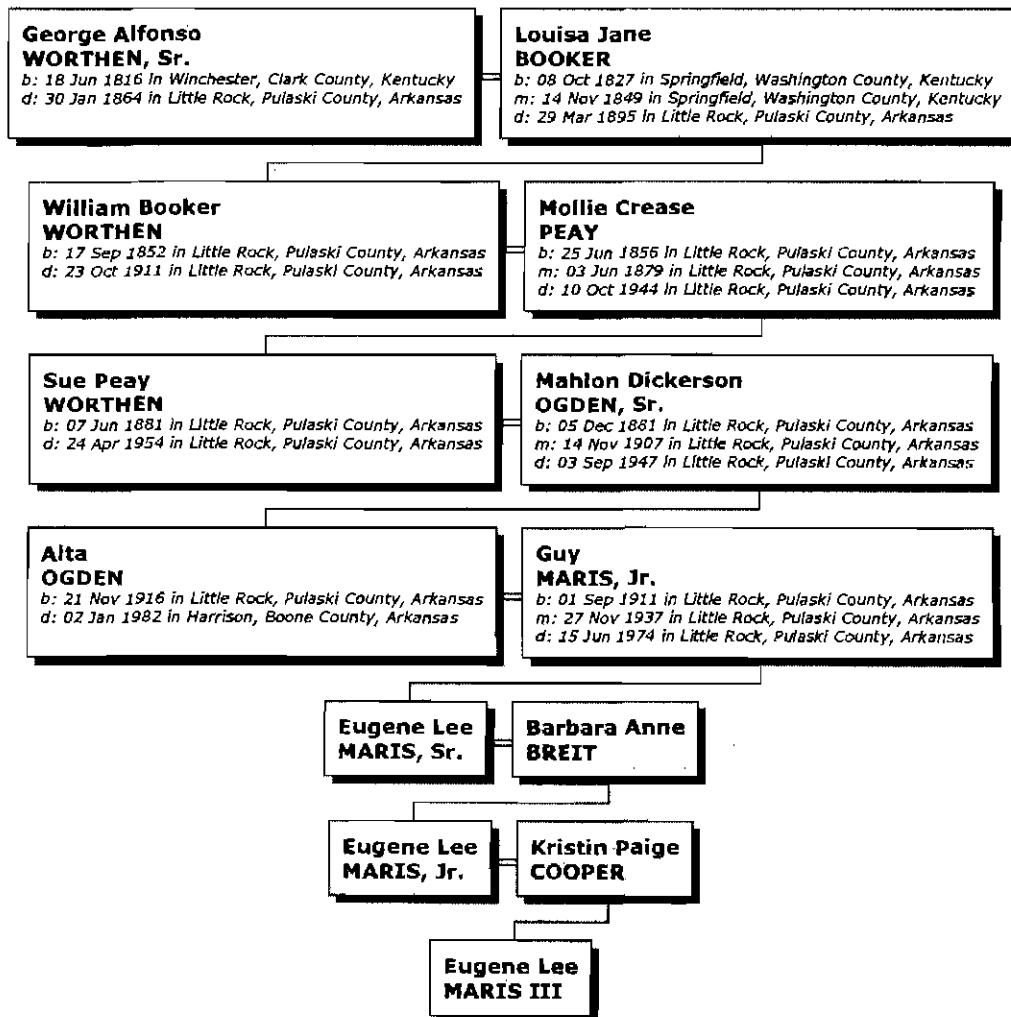 George Alfonso
WORTHEN, Sr.
b: 18 Jun 1816 in Winchester, Clark County, Kentucky
d: 30 Jan 1864 in Little Rock, Pulaski County, Arkansas
Louisa Jane
BOOKER
b: 08 Oct 1827 in Springfield, Washington County, Kentucky
m: 14 Nov 1849 in Springfield, Washington County, Kentucky
d: 29 Mar 1895 in Little Rock, Pulaski County, Arkansas
William Booker
WORTHEN
b: 17 Sep 1852 in Little Rock, Pulaski County, Arkansas
d: 23 Oct 1911 in Little Rock, Pulaski County, Arkansas
Mollie Crease
PEAY
b: 25 Jun 1856 in Little Rock, Pulaski County, Arkansas
m: 03 Jun 1879 in Little Rock, Pulaski County, Arkansas
d: 10 Oct 1944 in Little Rock, Pulaski County, Arkansas
Sue Peay
WORTHEN
b: 07 Jun 1881 in Little Rock, Pulaski County, Arkansas
d: 24 Apr 1954 in Little Rock, Pulaski County, Arkansas
Mahlon Dickerson
OGDEN, Sr.
b: 05 Dec 1881 in Little Rock, Pulaski County, Arkansas
m: 14 Nov 1907 in Little Rock, Pulaski County, Arkansas
d: 03 Sep 1947 in Little Rock, Pulaski County, Arkansas
Alta
OGDEN
b: 21 Nov 1916 in Little Rock, Pulaski County, Arkansas
d: 02 Jan 1982 in Harrison, Boone County, Arkansas
Guy
MARIS, Jr.
b: 01 Sep 1911 in Little Rock, Pulaski County, Arkansas
m: 27 Nov 1937 in Little Rock, Pulaski County, Arkansas
d: 15 Jun 1974 in Little Rock, Pulaski County, Arkansas
Eugene Lee
MARIS, Sr.
Barbara Anne
BREIT
Eugene Lee
MARIS, Jr.
Kristin Paige
COOPER
Eugene Lee
MARIS III